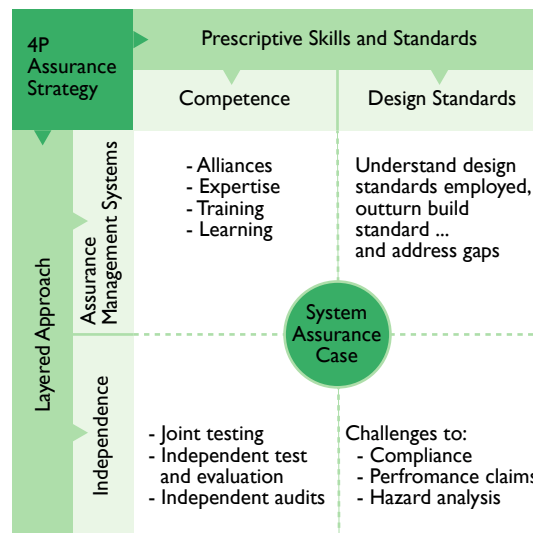 4P
Assurance
Strategy
Prescriptive Skills and Standards
Competence
Design Standards
Layered Approach
Assurance
Management Systems
- Alliances
- Expertise
- Training
- Learning
Understand design
standards employed,
outturn build
standard ...
and address gaps
System
Assurance
Case
Independence
- Joint testing
- Independent test
and evaluation
- Independent audits
Challenges to:
- Compliance
- Perfromance claims
- Hazard analysis